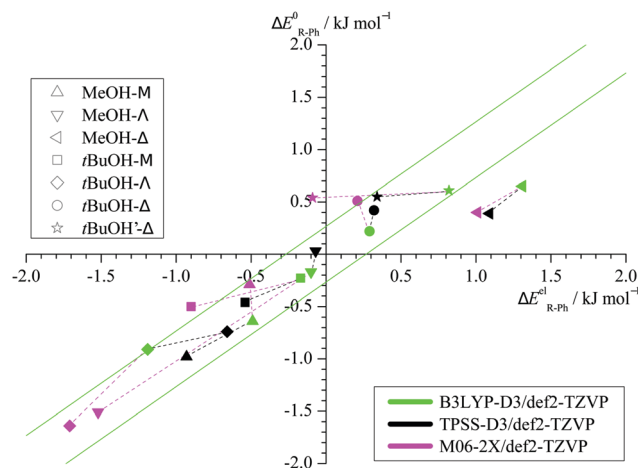 ΔE⁰R-Ph / kJ mol⁻¹
2.0
1.5
1.0
0.5
-2.0 -1.5 -1.0 -0.5 0.5 1.0 1.5 2.0
ΔEᵉˡR-Ph / kJ mol⁻¹
-0.5
-1.0
-1.5
-2.0
MeOH-M
MeOH-Λ
MeOH-Δ
tBuOH-M
tBuOH-Λ
tBuOH-Δ
tBuOH'-Δ
B3LYP-D3/def2-TZVP
TPSS-D3/def2-TZVP
M06-2X/def2-TZVP